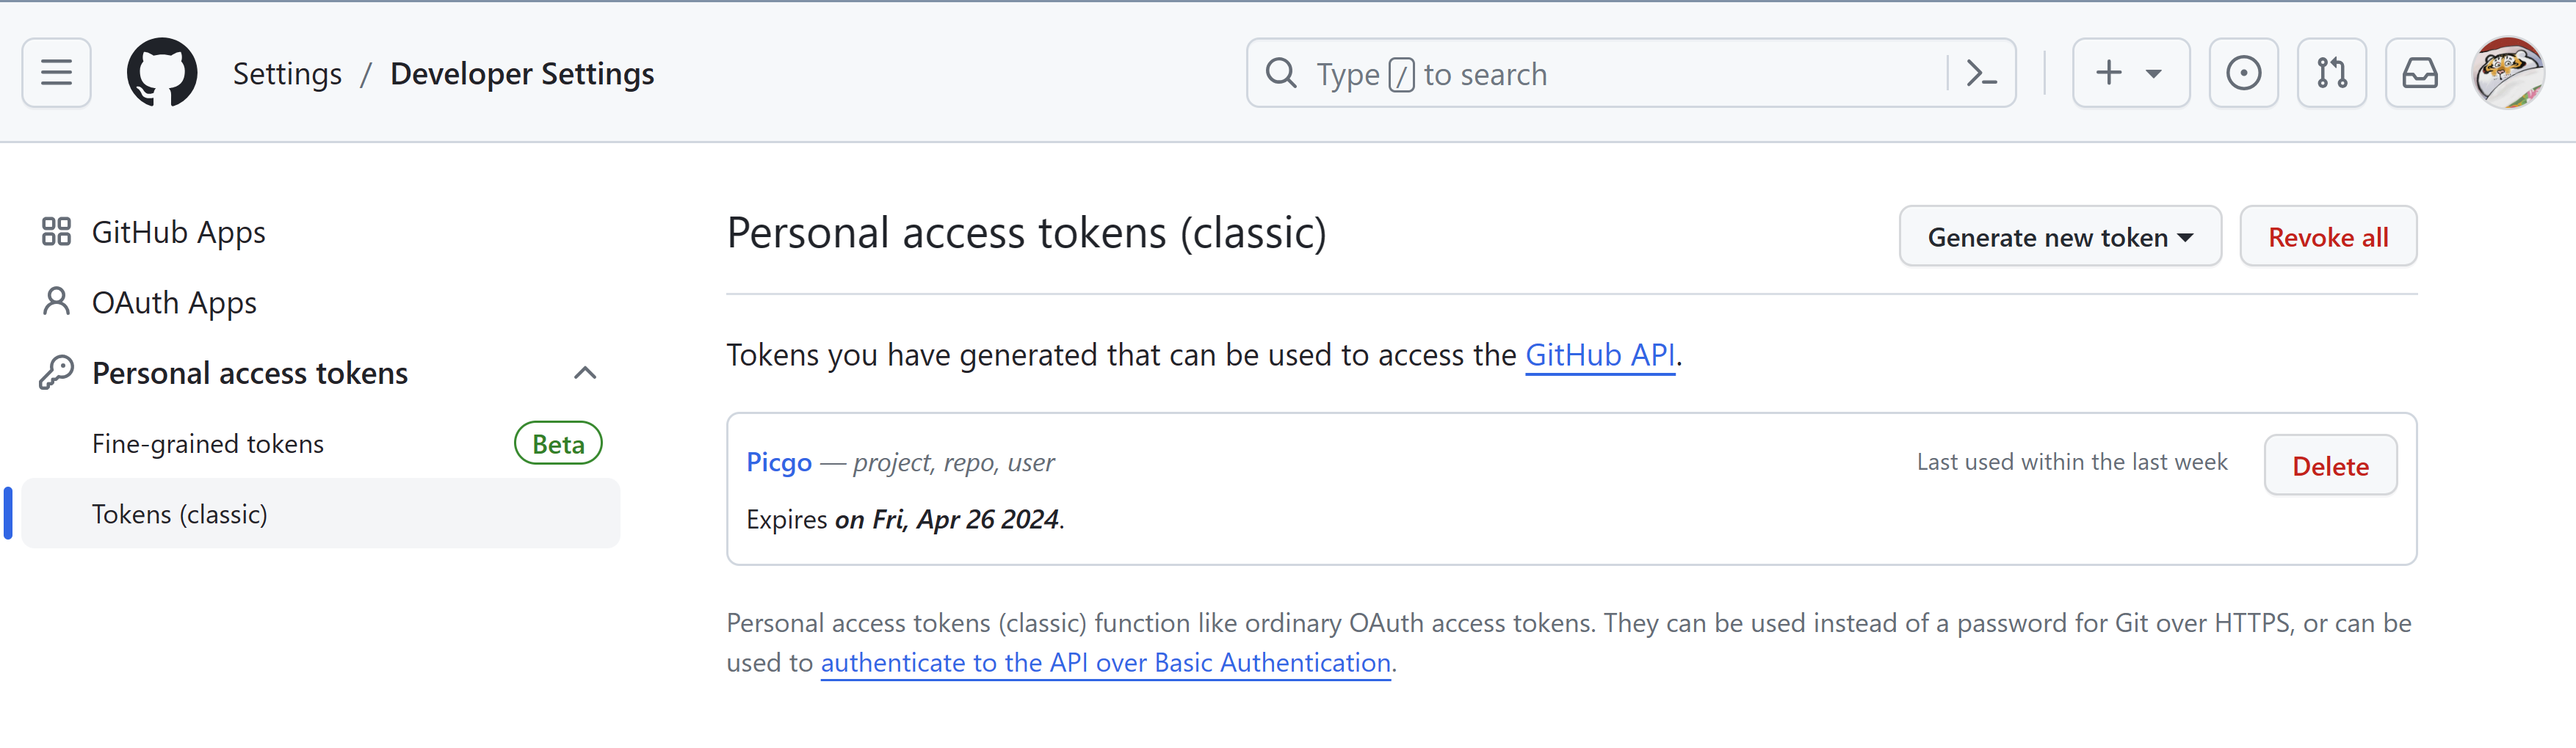 Settings / Developer Settings
Type / to search
GitHub Apps
OAuth Apps
Personal access tokens
Fine-grained tokens Beta
Tokens (classic)
Personal access tokens (classic)
Generate new token
Revoke all
Tokens you have generated that can be used to access the GitHub API.
Picgo — project, repo, user
Last used within the last week
Delete
Expires on Fri, Apr 26 2024.
Personal access tokens (classic) function like ordinary OAuth access tokens. They can be used instead of a password for Git over HTTPS, or can be
used to authenticate to the API over Basic Authentication.